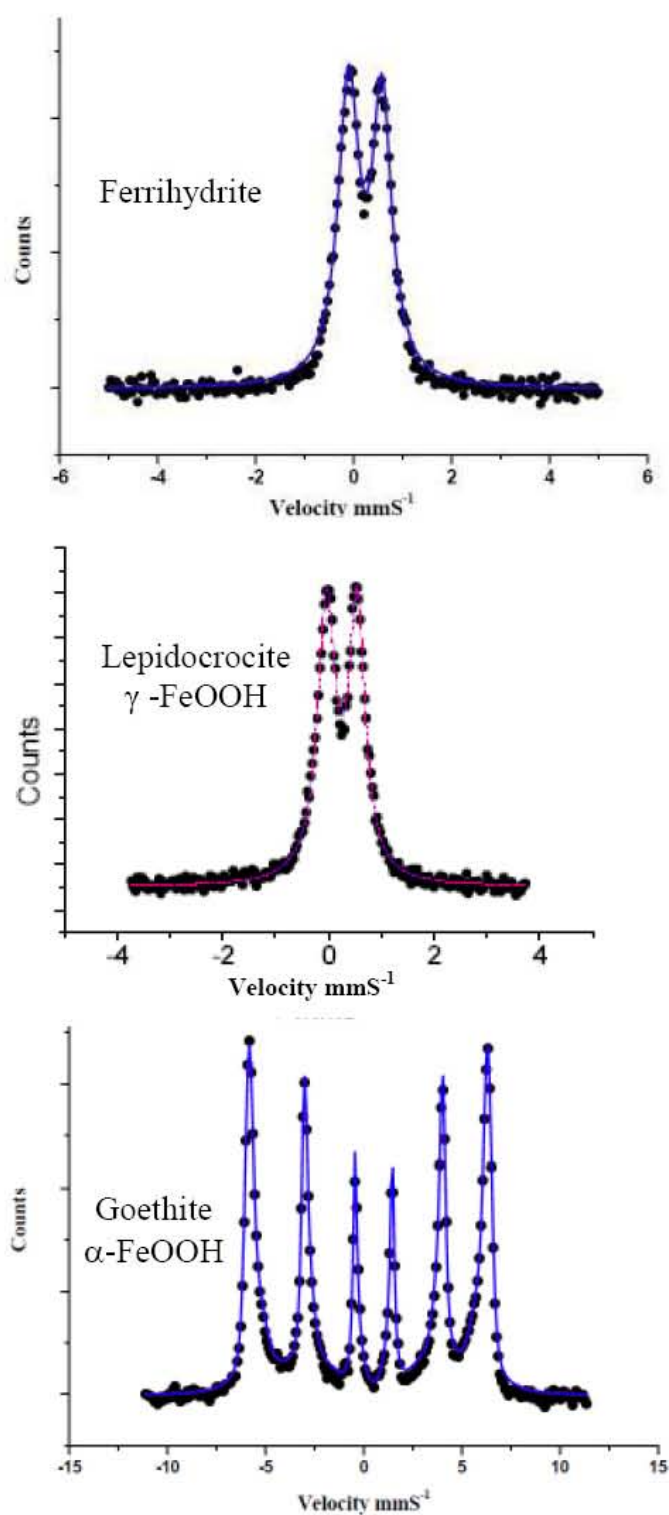 Ferrihydrite
Counts
-6 -4 -2 0 2 4 6
Velocity mmS-1
Lepidocrocite
γ -FeOOH
Counts
-4 -2 0 2 4
Velocity mmS-1
Goethite
α-FeOOH
Counts
-15 -10 -5 0 5 10 15
Velocity mmS-1